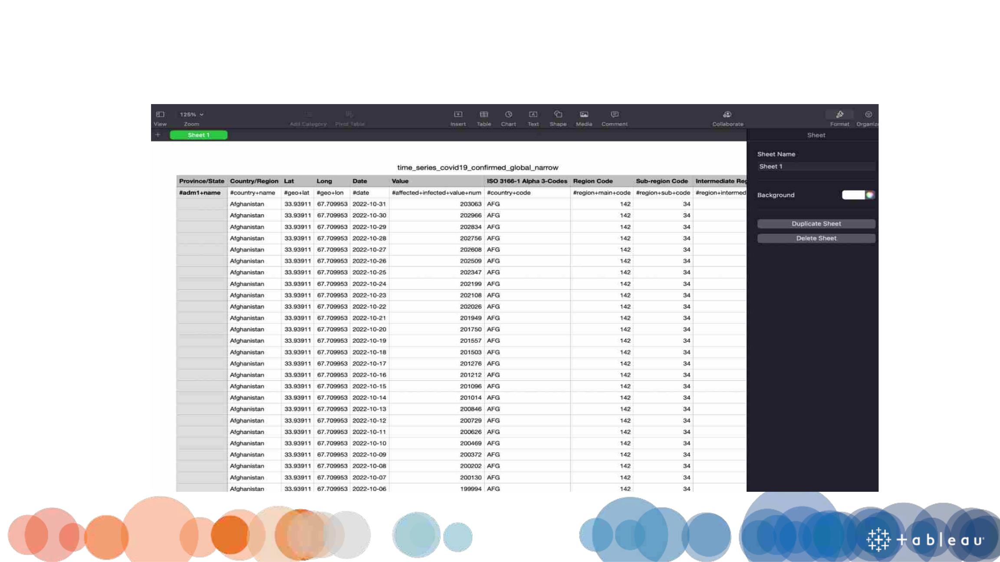 125%
View Zoom Add Category Pivot Table Insert Table Chart Text Shape Media Comment Collaborate Format Organiz
+ Sheet 1 Sheet
Sheet Name
Sheet 1
Background
Duplicate Sheet
Delete Sheet
time_series_covid19_confirmed_global_narrow
Province/State Country/Region Lat Long Date Value ISO 3166-1 Alpha 3-Codes Region Code Sub-region Code Intermediate Reg
#adm1+name #country+name #geo+lat #geo+lon #date #affected+infected+value+num #country+code #region+main+code #region+sub+code #region+intermed
Afghanistan 33.93911 67.709953 2022-10-31 203063 AFG 142 34
Afghanistan 33.93911 67.709953 2022-10-30 202966 AFG 142 34
Afghanistan 33.93911 67.709953 2022-10-29 202834 AFG 142 34
Afghanistan 33.93911 67.709953 2022-10-28 202756 AFG 142 34
Afghanistan 33.93911 67.709953 2022-10-27 202608 AFG 142 34
Afghanistan 33.93911 67.709953 2022-10-26 202509 AFG 142 34
Afghanistan 33.93911 67.709953 2022-10-25 202347 AFG 142 34
Afghanistan 33.93911 67.709953 2022-10-24 202199 AFG 142 34
Afghanistan 33.93911 67.709953 2022-10-23 202108 AFG 142 34
Afghanistan 33.93911 67.709953 2022-10-22 202026 AFG 142 34
Afghanistan 33.93911 67.709953 2022-10-21 201949 AFG 142 34
Afghanistan 33.93911 67.709953 2022-10-20 201750 AFG 142 34
Afghanistan 33.93911 67.709953 2022-10-19 201557 AFG 142 34
Afghanistan 33.93911 67.709953 2022-10-18 201503 AFG 142 34
Afghanistan 33.93911 67.709953 2022-10-17 201276 AFG 142 34
Afghanistan 33.93911 67.709953 2022-10-16 201212 AFG 142 34
Afghanistan 33.93911 67.709953 2022-10-15 201096 AFG 142 34
Afghanistan 33.93911 67.709953 2022-10-14 201014 AFG 142 34
Afghanistan 33.93911 67.709953 2022-10-13 200846 AFG 142 34
Afghanistan 33.93911 67.709953 2022-10-12 200729 AFG 142 34
Afghanistan 33.93911 67.709953 2022-10-11 200626 AFG 142 34
Afghanistan 33.93911 67.709953 2022-10-10 200469 AFG 142 34
Afghanistan 33.93911 67.709953 2022-10-09 200372 AFG 142 34
Afghanistan 33.93911 67.709953 2022-10-08 200202 AFG 142 34
Afghanistan 33.93911 67.709953 2022-10-07 200130 AFG 142 34
Afghanistan 33.93911 67.709953 2022-10-06 199994 AFG 142 34
+ableau